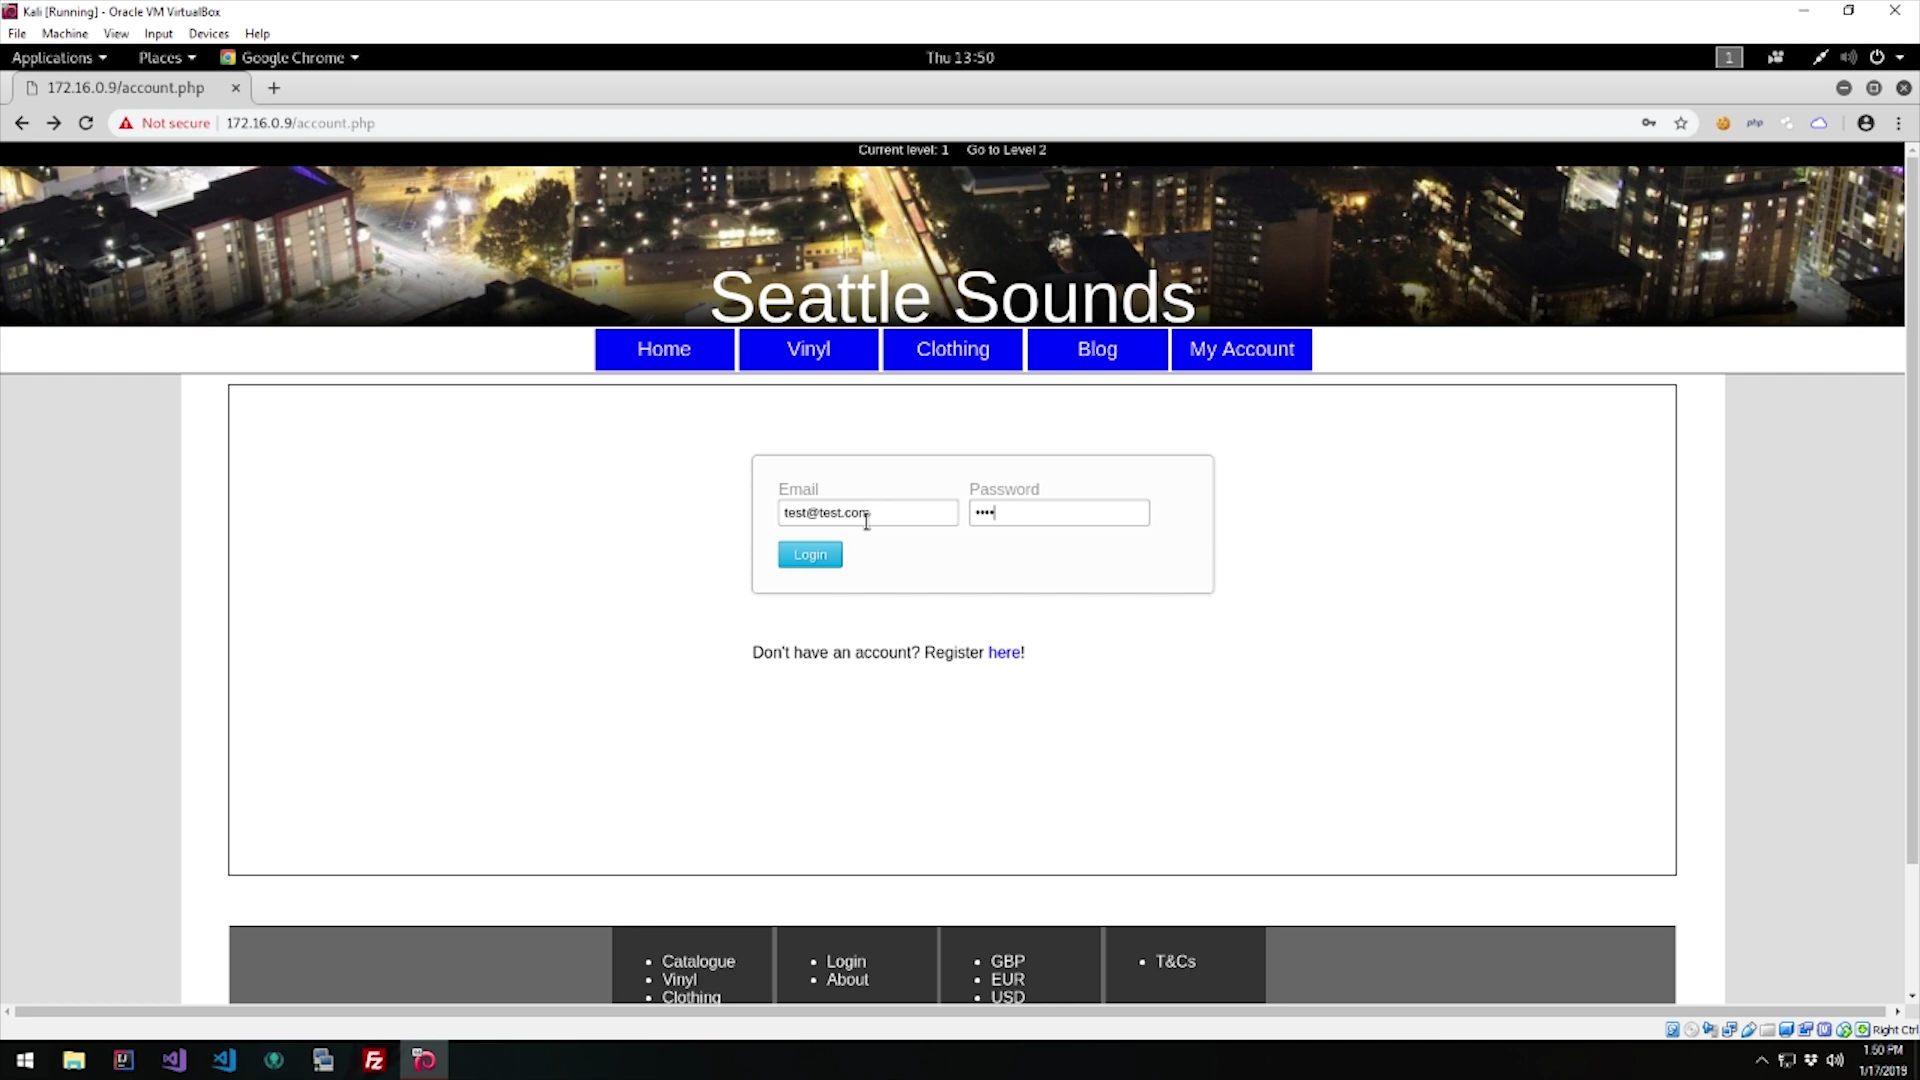 Kali [Running] - Oracle VM VirtualBox
File Machine View Input Devices Help
Applications Places Google Chrome Thu 13:50 1
172.16.0.9/account.php
Not secure 172.16.0.9/account.php php
Current level: 1 Go to Level 2
Seattle Sounds
Home Vinyl Clothing Blog My Account
Email Password
test@test.com ••••
Login
Don't have an account? Register here!
Catalogue Login GBP T&Cs
Vinyl About EUR
Clothing USD
Right Ctrl
1:50 PM
1/17/2019